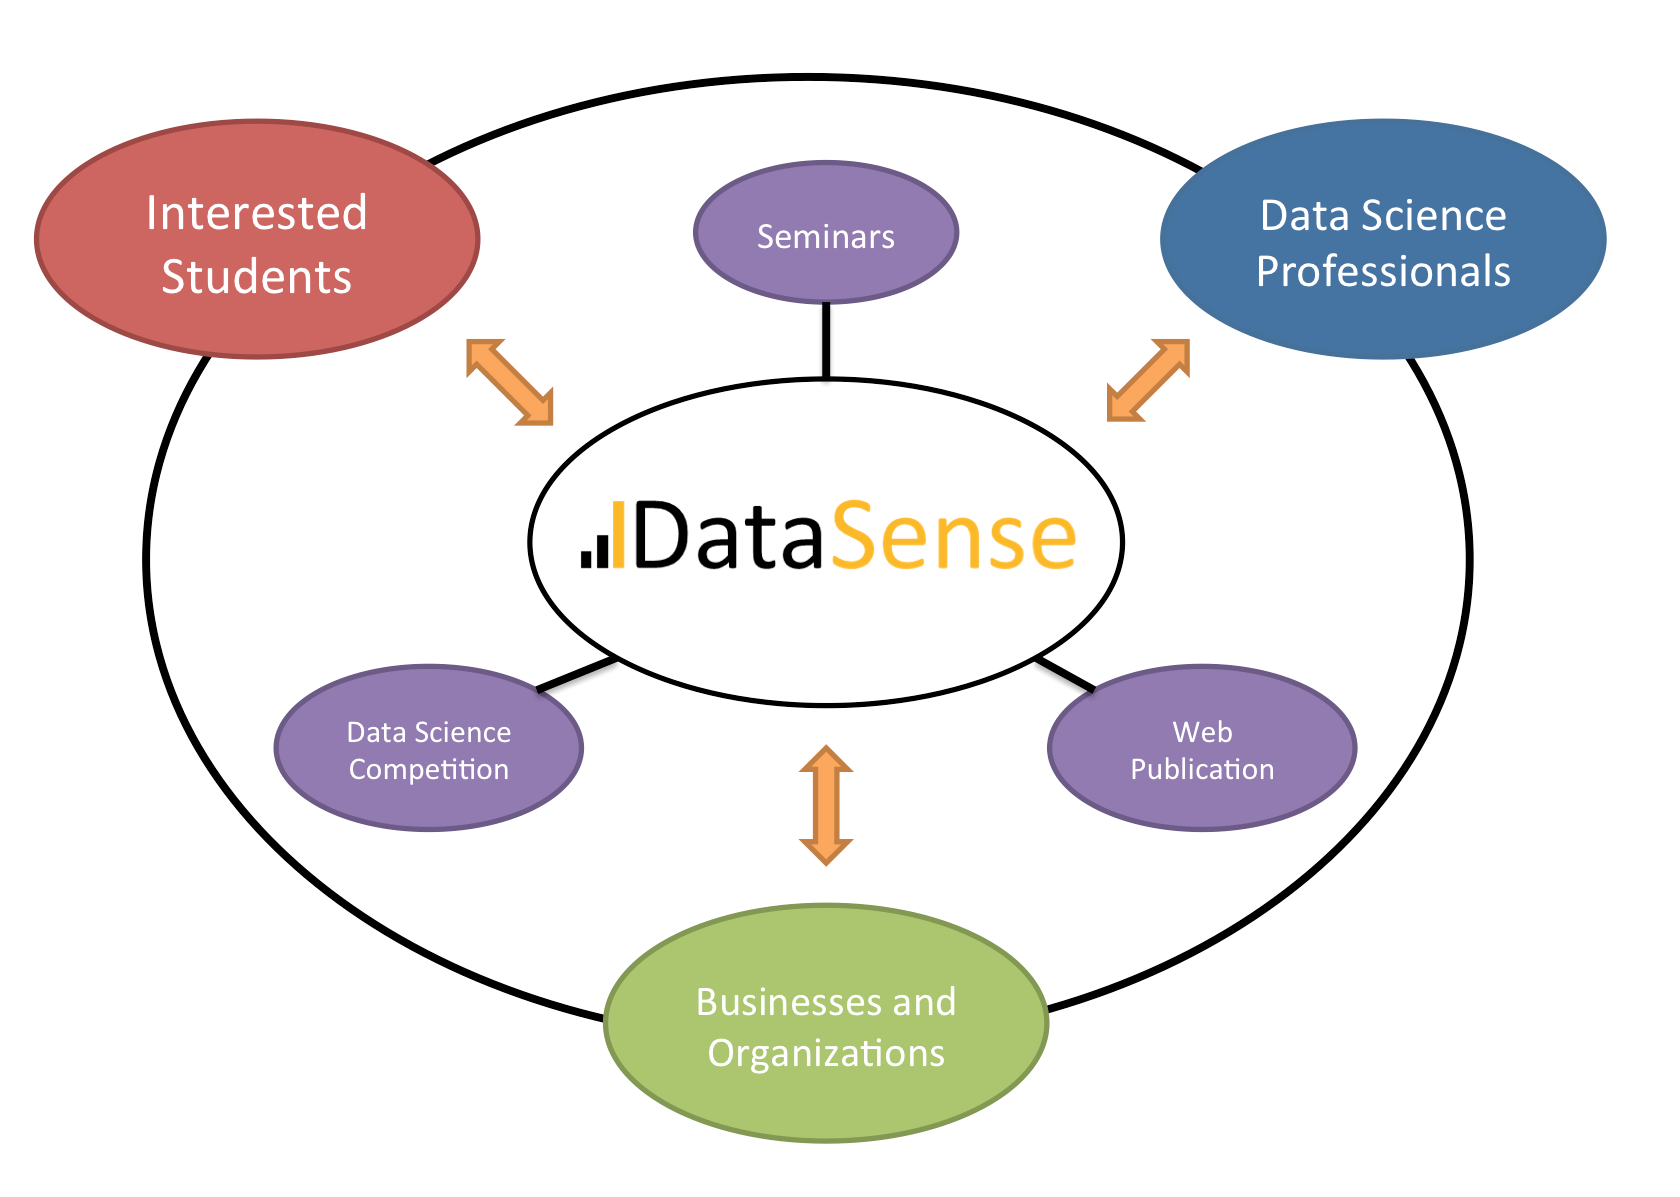 Interested
Students
Seminars
Data Science
Professionals
DataSense
Data Science
Competition
Web
Publication
Businesses and
Organizations